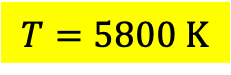 T = 5800 K